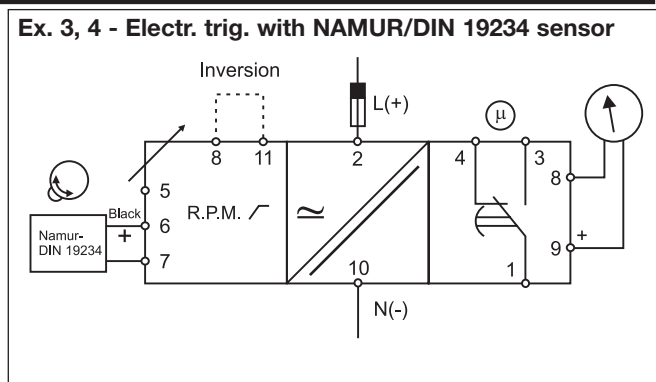 Ex. 3, 4 - Electr. trig. with NAMUR/DIN 19234 sensor
Inversion
L(+)
μ
8 11 2 4 3
8
5
R.P.M.
Black
6
+
Namur-
DIN 19234
7
≃
10
1
9 +
N(-)